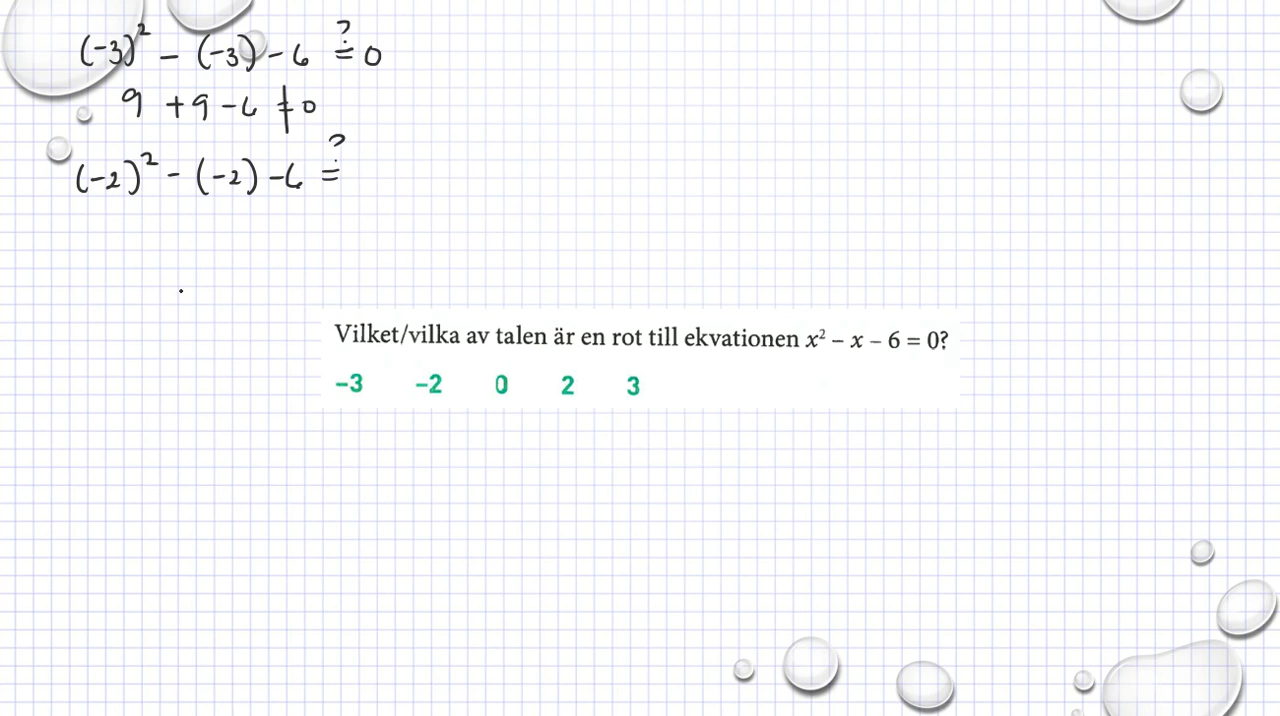 (-3)² - (-3) - 6 ≟ 0
9 + 9 - 6 ≠ 0
(-2)² - (-2) - 6 ≟
Vilket/vilka av talen är en rot till ekvationen x² – x – 6 = 0?
–3 –2 0 2 3